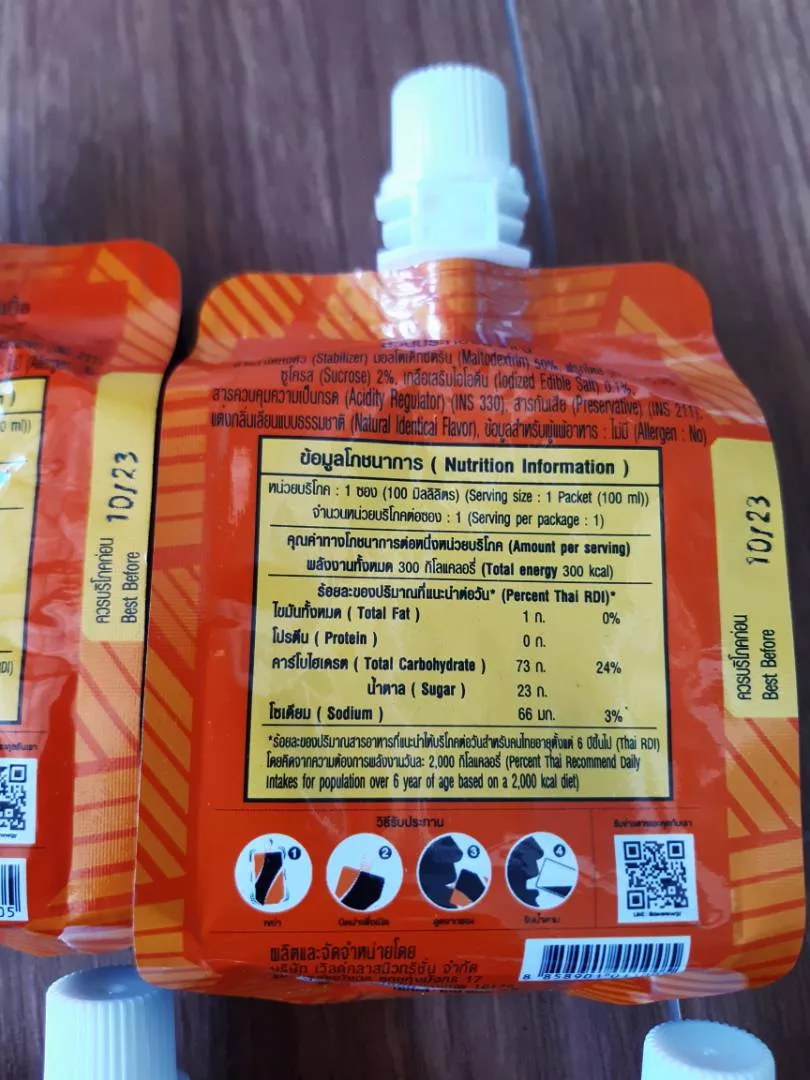 (Stabilizer) มอลโตเด็กซ์ตริน (Maltodextrin) 50%,
ซูโครส (Sucrose) 2%, เกลือเสริมไอโอดีน (Iodized Edible Salt) 0.1%,
สารควบคุมความเป็นกรด (Acidity Regulator) (INS 330), สารกันเสีย (Preservative) (INS 211),
แต่งกลิ่นเลียนแบบธรรมชาติ (Natural Identical Flavor), ข้อมูลสำหรับผู้แพ้อาหาร : ไม่มี (Allergen : No)
ข้อมูลโภชนาการ ( Nutrition Information )
หน่วยบริโภค : 1 ซอง (100 มิลลิลิตร) (Serving size : 1 Packet (100 ml))
จำนวนหน่วยบริโภคต่อซอง : 1 (Serving per package : 1)
คุณค่าทางโภชนาการต่อหนึ่งหน่วยบริโภค (Amount per serving)
พลังงานทั้งหมด 300 กิโลแคลอรี่ (Total energy 300 kcal)
ร้อยละของปริมาณที่แนะนำต่อวัน* (Percent Thai RDI)*
ไขมันทั้งหมด ( Total Fat ) 1 ก. 0%
โปรตีน ( Protein ) 0 ก.
คาร์โบไฮเดรต ( Total Carbohydrate ) 73 ก. 24%
น้ำตาล ( Sugar ) 23 ก.
โซเดียม ( Sodium ) 66 มก. 3%*
*ร้อยละของปริมาณสารอาหารที่แนะนำให้บริโภคต่อวันสำหรับคนไทยอายุตั้งแต่ 6 ปีขึ้นไป (Thai RDI)
โดยคิดจากความต้องการพลังงานวันละ 2,000 กิโลแคลอรี่ (Percent Thai Recommend Daily
Intakes for population over 6 year of age based on a 2,000 kcal diet)
ควรบริโภคก่อน 10/23
Best Before
ควรบริโภคก่อน 10/23
Best Before
วิธีรับประทาน
1 2 3 4
ผลิตและจัดจำหน่ายโดย
บริษัท เวิลด์คลาสนิวทริชั่น จำกัด